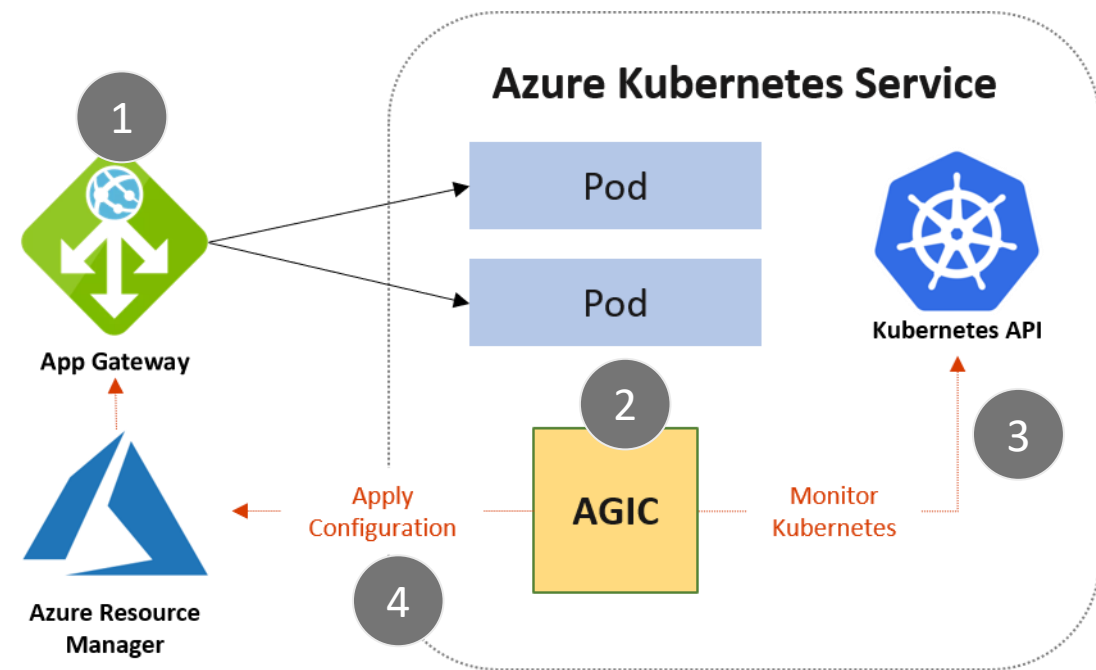 Azure Kubernetes Service
1
Pod
Pod
App Gateway
Kubernetes API
2
3
AGIC
Apply
Configuration
Monitor
Kubernetes
4
Azure Resource
Manager